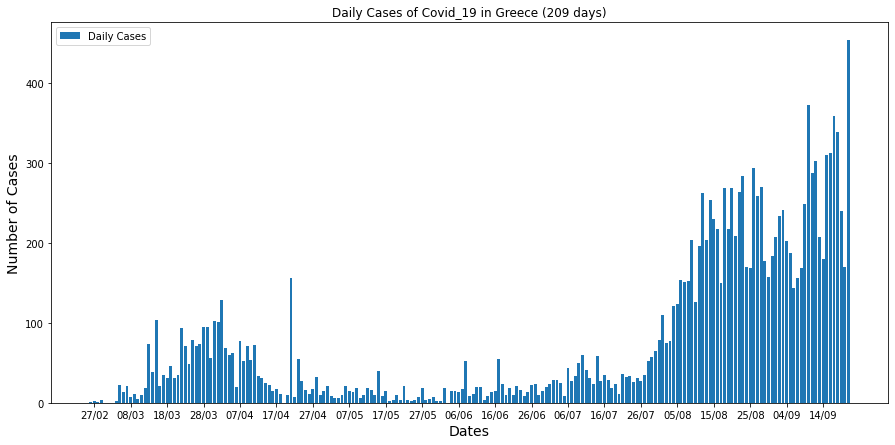 Daily Cases of Covid_19 in Greece (209 days)
Daily Cases
Number of Cases
400
300
200
100
0
27/02 08/03 18/03 28/03 07/04 17/04 27/04 07/05 17/05 27/05 06/06 16/06 26/06 06/07 16/07 26/07 05/08 15/08 25/08 04/09 14/09
Dates